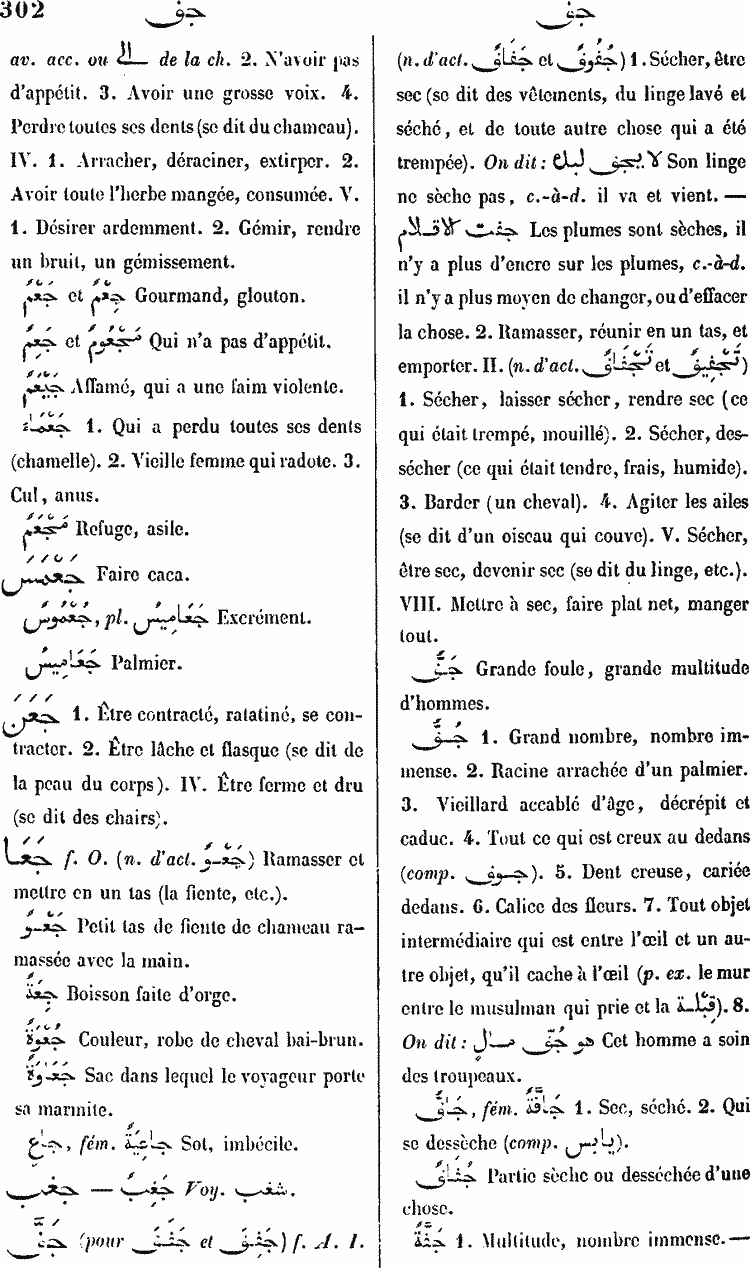 302 جف جف
av. acc. ou الى de la ch. 2. N'avoir pas
d'appétit. 3. Avoir une grosse voix. 4.
Perdre toutes ses dents (se dit du chameau).
IV. 1. Arracher, déraciner, extirper. 2.
Avoir toute l'herbe mangée, consumée. V.
1. Désirer ardemment. 2. Gémir, rendre
un bruit, un gémissement.
جَعْمٌ et جَعِمٌ Gourmand, glouton.
جَعِمٌ et مَجْعُومٌ Qui n'a pas d'appétit.
جَيْعَمٌ Affamé, qui a une faim violente.
جَعْمَاءُ 1. Qui a perdu toutes ses dents
(chamelle). 2. Vieille femme qui radote. 3.
Cul, anus.
مَجْعَمٌ Refuge, asile.
جَعْمَسَ Faire caca.
جُعْمُوسٌ, pl. جَعَامِيسُ Excrément.
جَعَامِيسُ Palmier.
جَعَنَ 1. Être contracté, ratatiné, se con-
tracter. 2. Être lâche et flasque (se dit de
la peau du corps). IV. Être ferme et dru
(se dit des chairs).
جَعَا f. O. (n. d'act. جَعْوٌ) Ramasser et
mettre en un tas (la fiente, etc.).
جَعْوٌ Petit tas de fiente de chameau ra-
massée avec la main.
جِعَةٌ Boisson faite d'orge.
جُعْوَةٌ Couleur, robe de cheval bai-brun.
جِعَاوَةٌ Sac dans lequel le voyageur porte
sa marmite.
جاعٍ, fém. جاعِيَةٌ Sot, imbécile.
جغب — جَغِبٌ Voy. شغب.
جَفَّ (pour جَفَفَ et جَفِفَ) f. A. I.
(n. d'act. جَفَافٌ et جُفُوفٌ) 1. Sécher, être
sec (se dit des vêtements, du linge lavé et
séché, et de toute autre chose qui a été
trempée). On dit: لا يجف لبدك Son linge
ne sèche pas, c.-à-d. il va et vient. —
جفت الاقلام Les plumes sont sèches, il
n'y a plus d'encre sur les plumes, c.-à-d.
il n'y a plus moyen de changer, ou d'effacer
la chose. 2. Ramasser, réunir en un tas, et
emporter. II. (n. d'act. تَجْفَافٌ et تَجْفِيفٌ)
1. Sécher, laisser sécher, rendre sec (ce
qui était trempé, mouillé). 2. Sécher, des-
sécher (ce qui était tendre, frais, humide).
3. Barder (un cheval). 4. Agiter les ailes
(se dit d'un oiseau qui couve). V. Sécher,
être sec, devenir sec (se dit du linge, etc.).
VIII. Mettre à sec, faire plat net, manger
tout.
جَفٌّ Grande foule, grande multitude
d'hommes.
جُفٌّ 1. Grand nombre, nombre im-
mense. 2. Racine arrachée d'un palmier.
3. Vieillard accablé d'âge, décrépit et
caduc. 4. Tout ce qui est creux au dedans
(comp. جوف). 5. Dent creuse, cariée
dedans. 6. Calice des fleurs. 7. Tout objet
intermédiaire qui est entre l'œil et un au-
tre objet, qu'il cache à l'œil (p. ex. le mur
entre le musulman qui prie et la قِبْلة). 8.
On dit: هو جُفُّ مالٍ Cet homme a soin
des troupeaux.
جَافٌّ, fém. جَافَّةٌ 1. Sec, séché. 2. Qui
se dessèche (comp. يابس).
جُفَافٌ Partie sèche ou desséchée d'une
chose.
جَفَّةٌ 1. Multitude, nombre immense. —